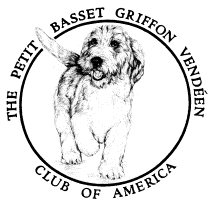 THE PETIT BASSET GRIFFON VENDÉEN
CLUB OF AMERICA